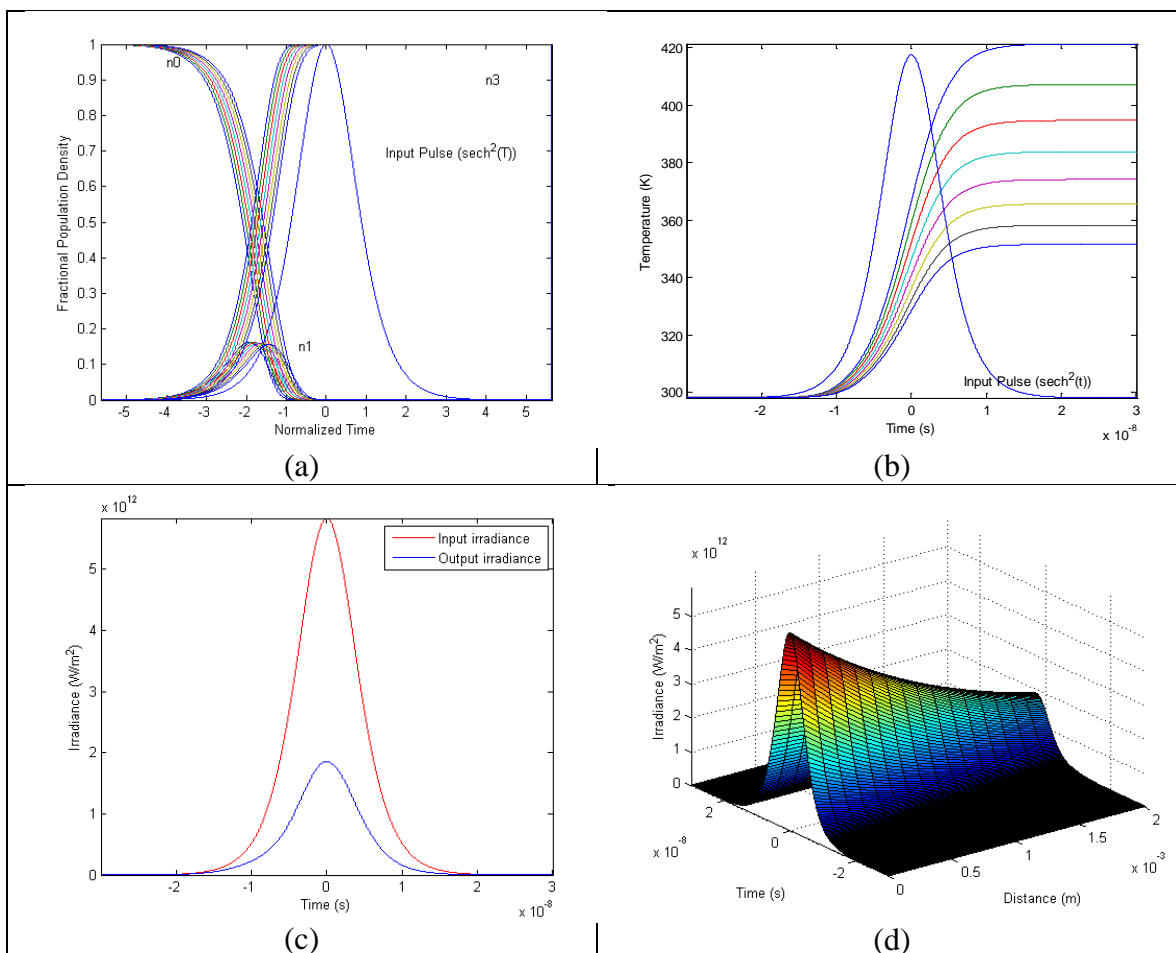 1
0.9
0.8
0.7
0.6
0.5
0.4
0.3
0.2
0.1
0
Fractional Population Density
n0
n3
Input Pulse (sech²(T))
n1
-5 -4 -3 -2 -1 0 1 2 3 4 5
Normalized Time
(a)
420
400
380
360
340
320
300
Temperature (K)
Input Pulse (sech²(t))
-2 -1 0 1 2 3
Time (s)
x 10⁻⁸
(b)
x 10¹²
5
4
3
2
1
0
Irradiance (W/m²)
Input irradiance
Output irradiance
-2 -1 0 1 2 3
Time (s)
x 10⁻⁸
(c)
x 10¹²
5
4
3
2
1
0
Irradiance (W/m²)
2
0
-2
x 10⁻⁸
Time (s)
0
0.5
1
1.5
2
x 10⁻³
Distance (m)
(d)